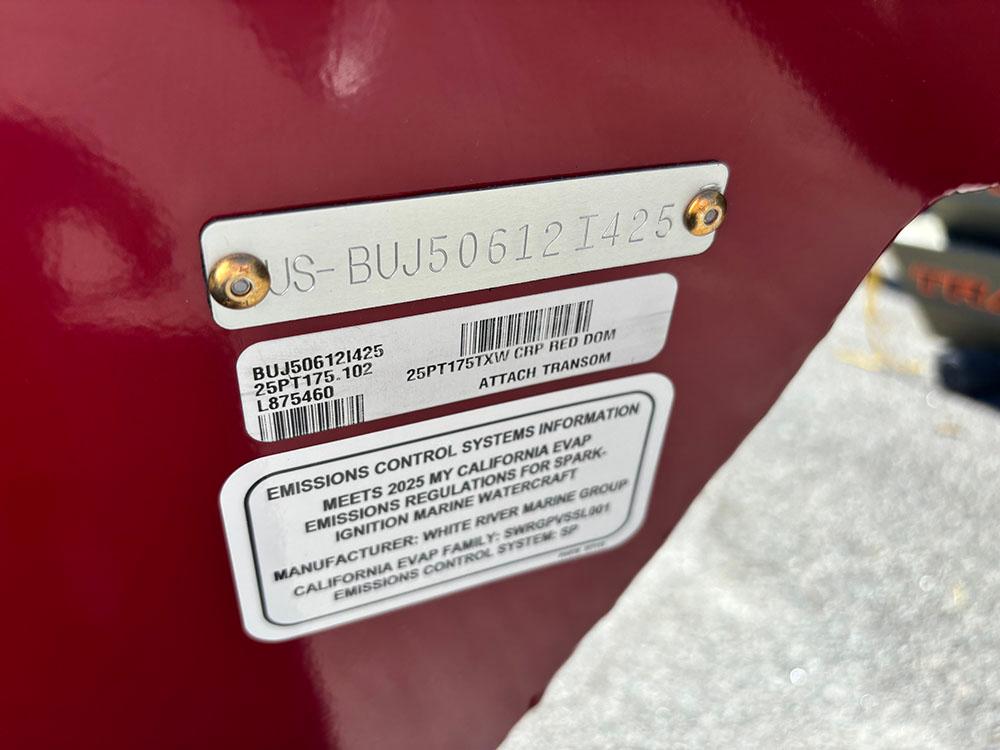 US-BUJ50612I425
BUJ50612I425
25PT175.102
L875460
25PT175TXW CRP RED DOM
ATTACH TRANSOM
EMISSIONS CONTROL SYSTEMS INFORMATION
MEETS 2025 MY CALIFORNIA EVAP
EMISSIONS REGULATIONS FOR SPARK-
IGNITION MARINE WATERCRAFT
MANUFACTURER: WHITE RIVER MARINE GROUP
CALIFORNIA EVAP FAMILY: SWRGPVSSL001
EMISSIONS CONTROL SYSTEM: SP